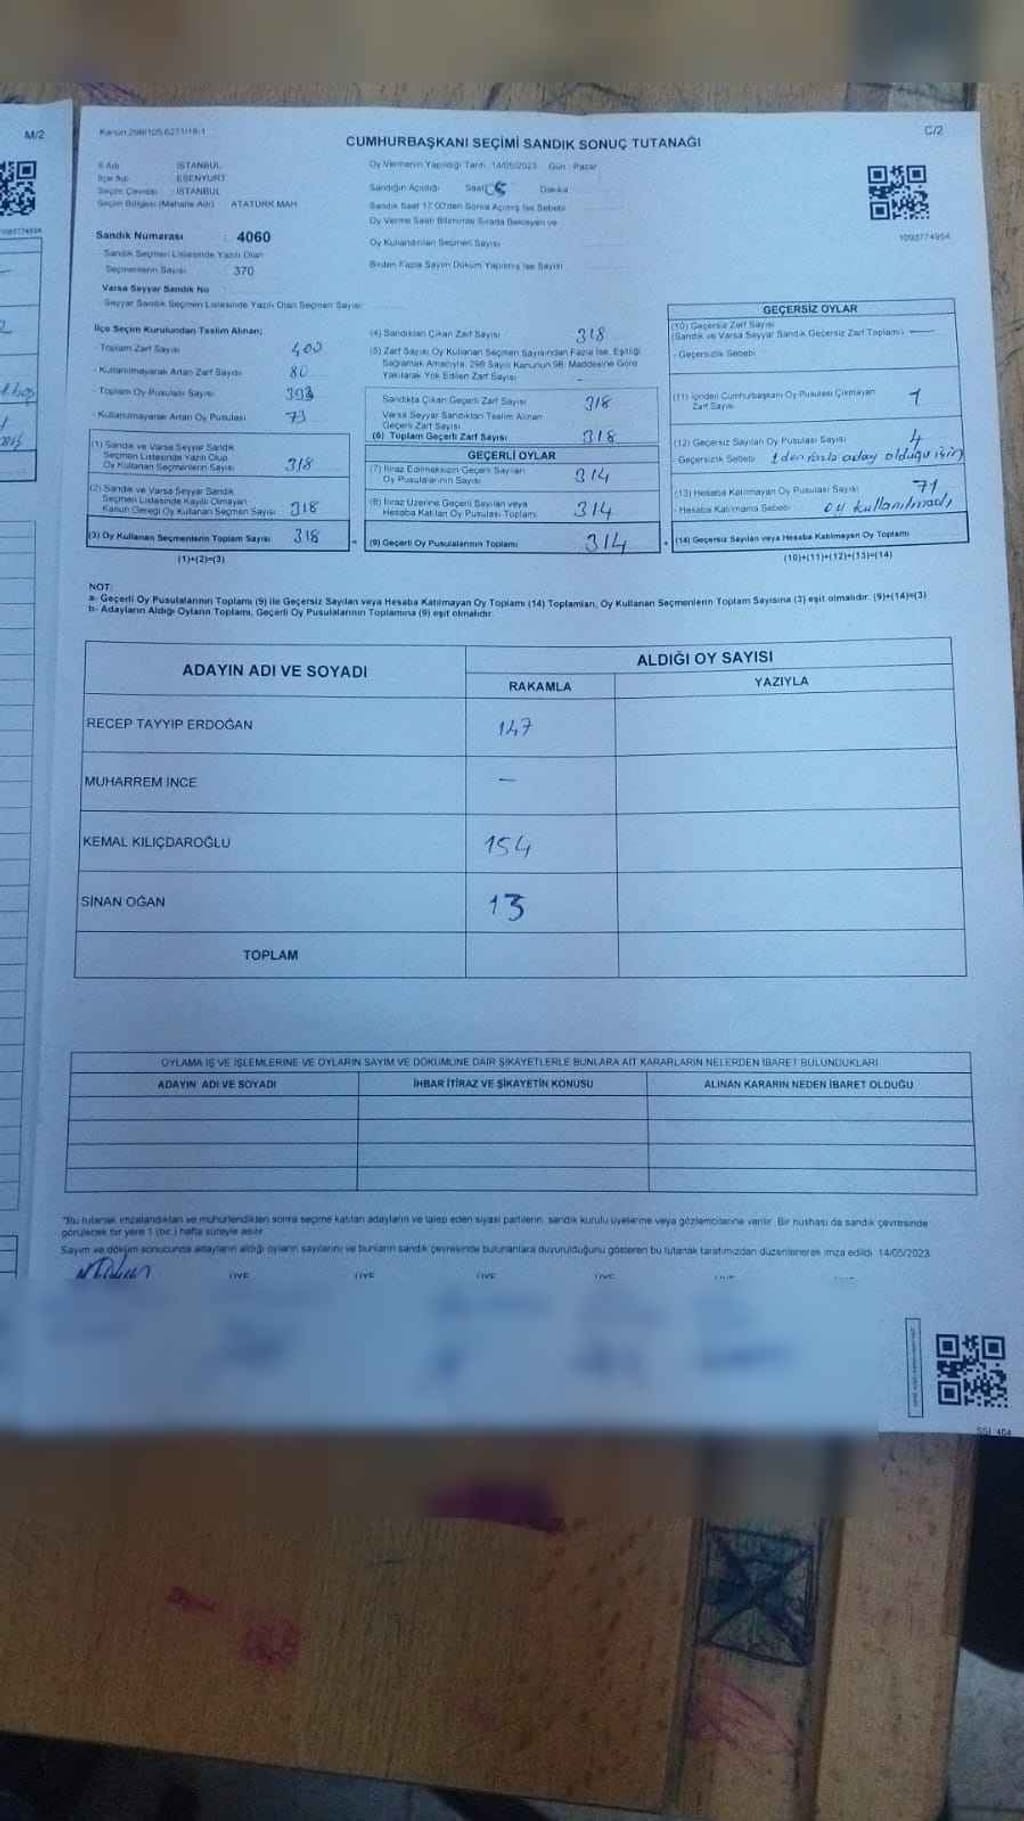 M/2
Kanun 298/105,6271/18-1
C/2
CUMHURBAŞKANI SEÇİMİ SANDIK SONUÇ TUTANAĞI
İl Adı : İSTANBUL
İlçe Adı : ESENYURT
Seçim Çevresi : İSTANBUL
Seçim Bölgesi (Mahalle Adı) : ATATÜRK MAH
Sandık Numarası : 4060
Sandık Seçmen Listesinde Yazılı Olan
Seçmenlerin Sayısı : 370
Varsa Seyyar Sandık No
Seyyar Sandık Seçmen Listesinde Yazılı Olan Seçmen Sayısı:
Oy Vermenin Yapıldığı Tarih: 14/05/2023 Gün : Pazar
Sandığın Açıldığı Saat Dakika
Sandık Saat 17.00'den Sonra Açılmış İse Sebebi
Oy Verme Saati Bitiminde Sırada Bekleyen ve
Oy Kullandırılan Seçmen Sayısı
Birden Fazla Sayım Döküm Yapılmış İse Sayısı
İlçe Seçim Kurulundan Teslim Alınan;
- Toplam Zarf Sayısı 400
- Kullanılmayarak Artan Zarf Sayısı 80
- Toplam Oy Pusulası Sayısı 393
- Kullanılmayarak Artan Oy Pusulası 73
(1) Sandık ve Varsa Seyyar Sandık
Seçmen Listesinde Yazılı Olup
Oy Kullanan Seçmenlerin Sayısı 318
(2) Sandık ve Varsa Seyyar Sandık
Seçmen Listesinde Kayıtlı Olmayan
Kanun Gereği Oy Kullanan Seçmen Sayısı 318
(3) Oy Kullanan Seçmenlerin Toplam Sayısı 318
(1)+(2)=(3)
(4) Sandıktan Çıkan Zarf Sayısı 318
(5) Zarf Sayısı Oy Kullanan Seçmen Sayısından Fazla İse, Eşitliği
Sağlamak Amacıyla, 298 Sayılı Kanunun 98. Maddesine Göre
Yakılarak Yok Edilen Zarf Sayısı -
Sandıkta Çıkan Geçerli Zarf Sayısı 318
Varsa Seyyar Sandıktan Teslim Alınan
Geçerli Zarf Sayısı
(6) Toplam Geçerli Zarf Sayısı 318
GEÇERLİ OYLAR
(7) İtiraz Edilmeksizin Geçerli Sayılan
Oy Pusulalarının Sayısı 314
(8) İtiraz Üzerine Geçerli Sayılan veya
Hesaba Katılan Oy Pusulası Toplamı 314
(9) Geçerli Oy Pusulalarının Toplamı 314
GEÇERSİZ OYLAR
(10) Geçersiz Zarf Sayısı
(Sandık ve Varsa Seyyar Sandık Geçersiz Zarf Toplamı) —
- Geçersizlik Sebebi
(11) İçinden Cumhurbaşkanı Oy Pusulası Çıkmayan
Zarf Sayısı 1
(12) Geçersiz Sayılan Oy Pusulası Sayısı 4
- Geçersizlik Sebebi 1 den fazla aday olduğu için
(13) Hesaba Katılmayan Oy Pusulası Sayısı 71
- Hesaba Katılmama Sebebi oy kullanılmadı
(14) Geçersiz Sayılan veya Hesaba Katılmayan Oy Toplamı
(10)+(11)+(12)+(13)=(14)
NOT:
a- Geçerli Oy Pusulalarının Toplamı (9) ile Geçersiz Sayılan veya Hesaba Katılmayan Oy Toplamı (14) Toplamları, Oy Kullanan Seçmenlerin Toplam Sayısına (3) eşit olmalıdır. (9)+(14)=(3)
b- Adayların Aldığı Oyların Toplamı, Geçerli Oy Pusulalarının Toplamına (9) eşit olmalıdır.
ADAYIN ADI VE SOYADI
ALDIĞI OY SAYISI
RAKAMLA YAZIYLA
RECEP TAYYIP ERDOĞAN 147
MUHARREM İNCE —
KEMAL KILIÇDAROĞLU 154
SİNAN OĞAN 13
TOPLAM
OYLAMA İŞ VE İŞLEMLERİNE VE OYLARIN SAYIM VE DÖKÜMÜNE DAİR ŞİKAYETLERLE BUNLARA AİT KARARLARIN NELERDEN İBARET BULUNDUKLARI
ADAYIN ADI VE SOYADI İHBAR İTİRAZ VE ŞİKAYETİN KONUSU ALINAN KARARIN NEDEN İBARET OLDUĞU
*Bu tutanak imzalandıktan ve mühürlendikten sonra seçime katılan adayların ve talep eden siyasi partilerin, sandık kurulu üyelerine veya gözlemcilerine verilir. Bir nüshası da sandık çevresinde
görülecek bir yere 1 (bir) hafta süreyle asılır.
Sayım ve döküm sonucunda adayların aldığı oyların sayılarını ve bunların sandık çevresinde bulunanlara duyurulduğunu gösteren bu tutanak tarafımızdan düzenlenerek imza edildi. 14/05/2023
ÜYE ÜYE ÜYE ÜYE